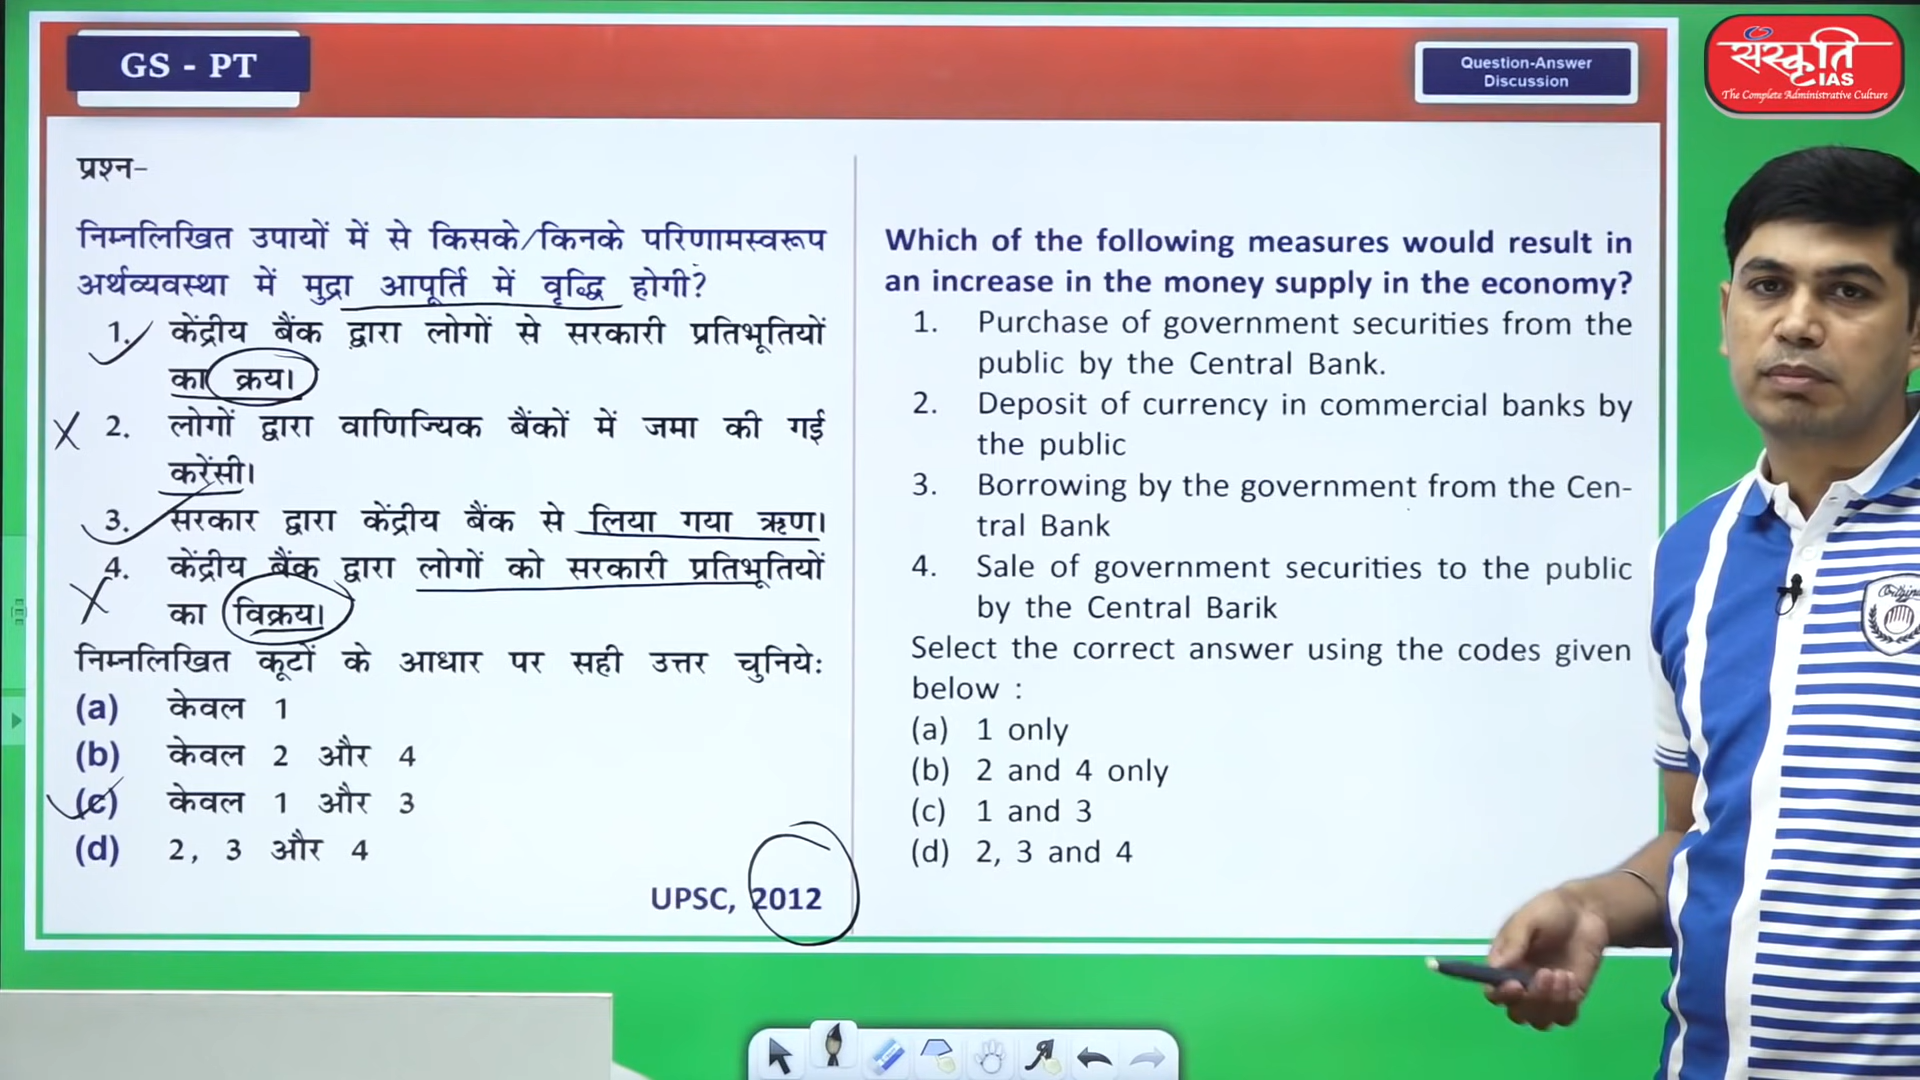 GS - PT
Question-Answer
Discussion
संस्कृति
IAS
The Complete Administrative Culture
प्रश्न-
निम्नलिखित उपायों में से किसके/किनके परिणामस्वरूप
अर्थव्यवस्था में मुद्रा आपूर्ति में वृद्धि होगी?
1. केंद्रीय बैंक द्वारा लोगों से सरकारी प्रतिभूतियों
का क्रय।
2. लोगों द्वारा वाणिज्यिक बैंकों में जमा की गई
करेंसी।
3. सरकार द्वारा केंद्रीय बैंक से लिया गया ऋण।
4. केंद्रीय बैंक द्वारा लोगों को सरकारी प्रतिभूतियों
का विक्रय।
निम्नलिखित कूटों के आधार पर सही उत्तर चुनिये:
(a) केवल 1
(b) केवल 2 और 4
(c) केवल 1 और 3
(d) 2, 3 और 4
UPSC, 2012
Which of the following measures would result in
an increase in the money supply in the economy?
1. Purchase of government securities from the
public by the Central Bank.
2. Deposit of currency in commercial banks by
the public
3. Borrowing by the government from the Cen-
tral Bank
4. Sale of government securities to the public
by the Central Barik
Select the correct answer using the codes given
below :
(a) 1 only
(b) 2 and 4 only
(c) 1 and 3
(d) 2, 3 and 4